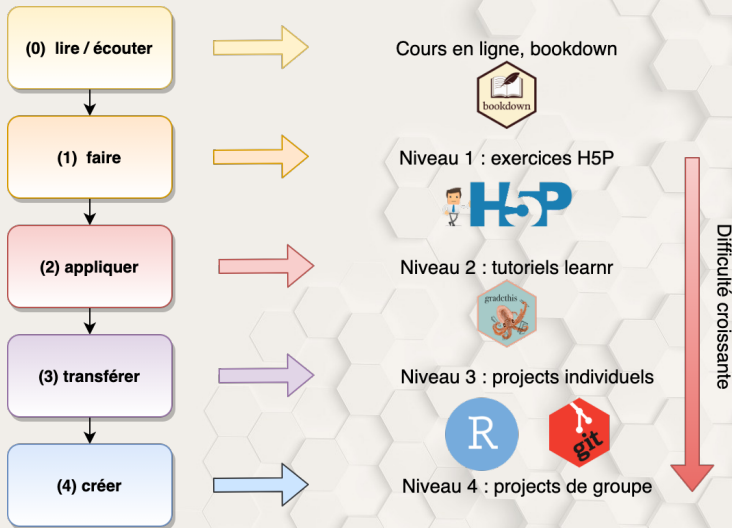 (0) lire / écouter
Cours en ligne, bookdown
bookdown
(1) faire
Niveau 1 : exercices H5P
H5P
(2) appliquer
Niveau 2 : tutoriels learnr
gradethis
(3) transférer
Niveau 3 : projects individuels
R
git
(4) créer
Niveau 4 : projects de groupe
Difficulté croissante